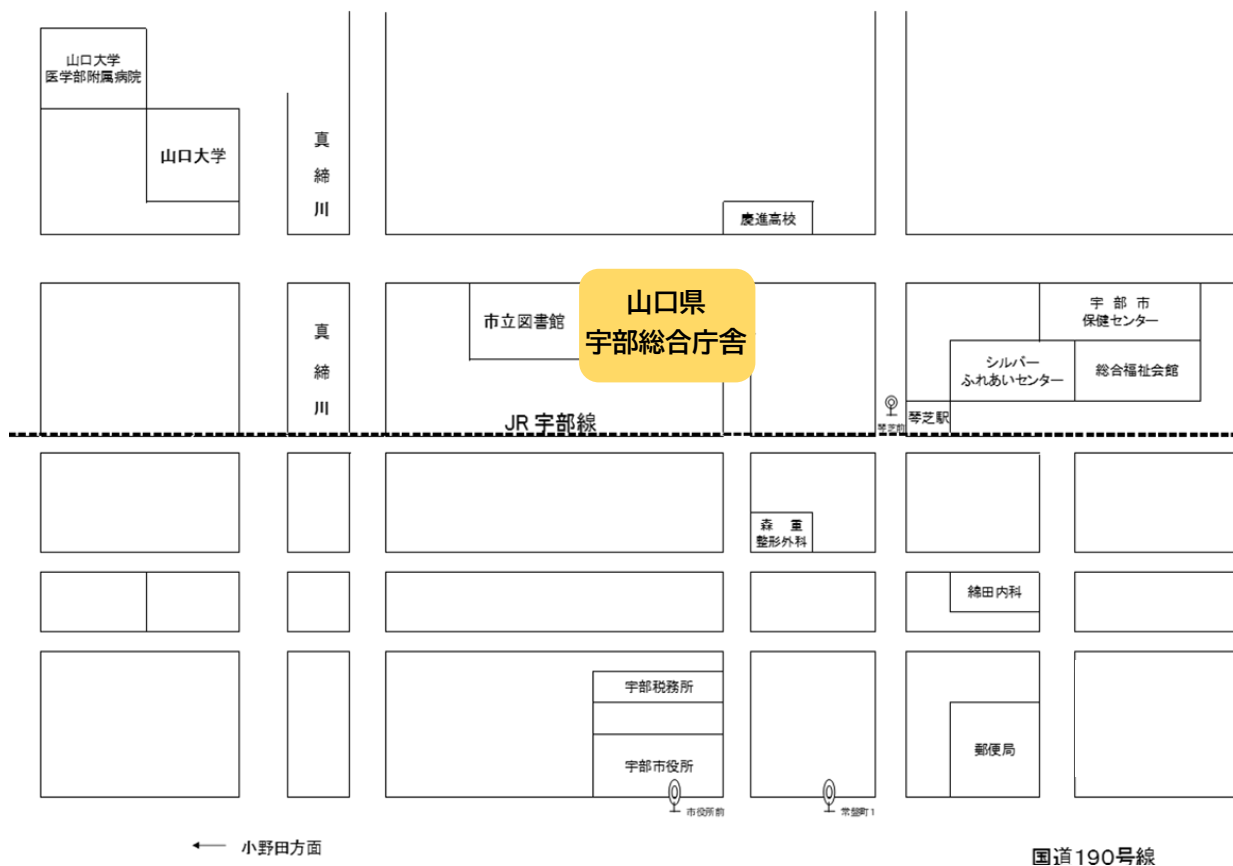 山口大学
医学部附属病院
山口大学
真
締
川
慶進高校
市立図書館
山口県
宇部総合庁舎
真
締
川
宇部市
保健センター
シルバー
ふれあいセンター
総合福祉会館
JR宇部線
琴芝前
琴芝駅
森重
整形外科
綿田内科
宇部税務所
宇部市役所
市役所前
常盤町1
郵便局
← 小野田方面
国道190号線